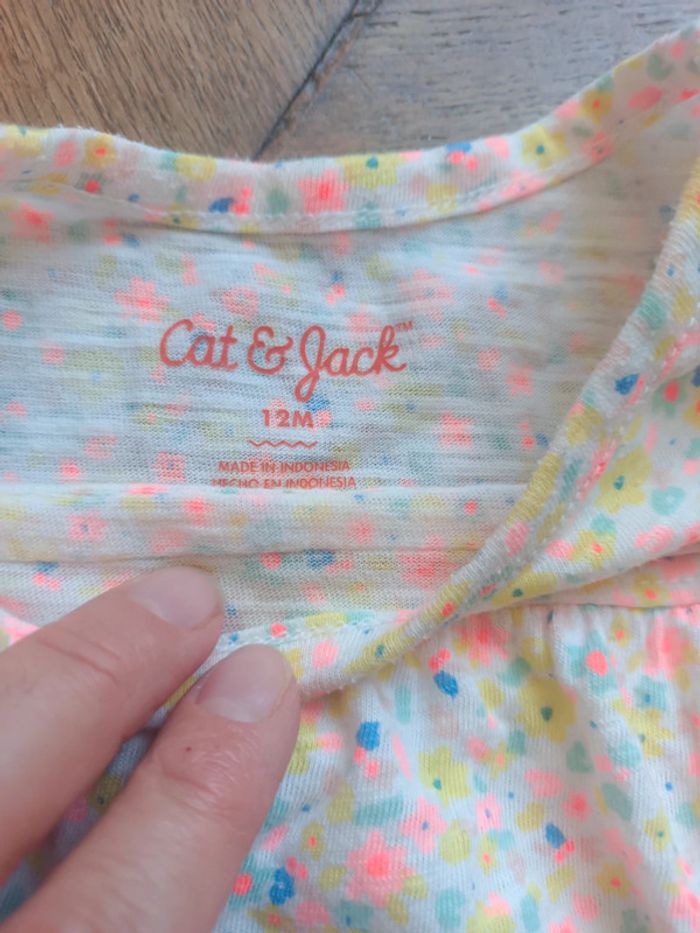 Cat & Jack™
12M
MADE IN INDONESIA
HECHO EN INDONESIA